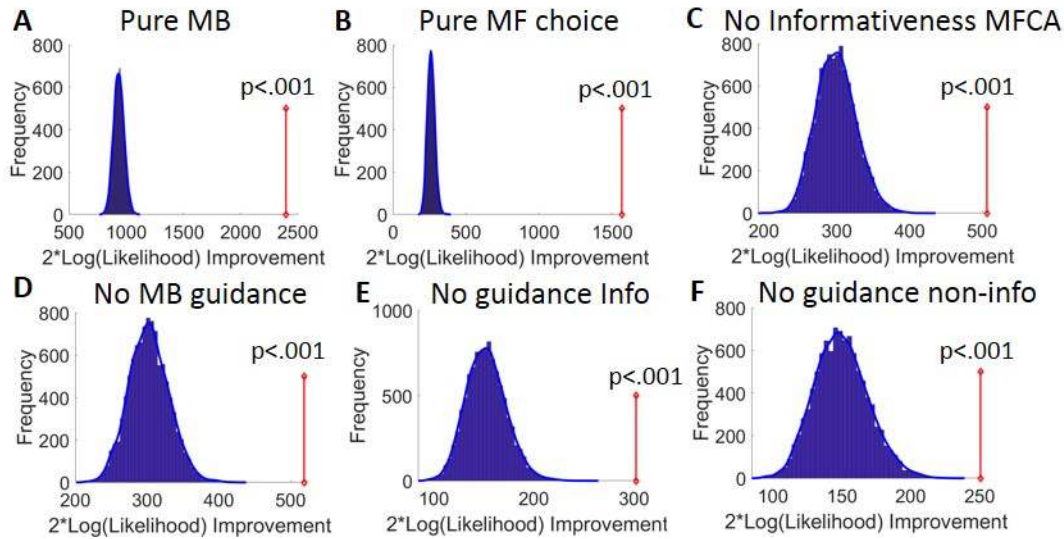 A Pure MB
800
600
400
200
0
Frequency
p<.001
500 1000 1500 2000 2500
2*Log(Likelihood) Improvement
B Pure MF choice
800
600
400
200
0
Frequency
p<.001
0 500 1000 1500
2*Log(Likelihood) Improvement
C No Informativeness MFCA
800
600
400
200
0
Frequency
p<.001
200 300 400 500
2*Log(Likelihood) Improvement
D No MB guidance
800
600
400
200
0
Frequency
p<.001
200 300 400 500
2*Log(Likelihood) Improvement
E No guidance Info
1000
500
0
Frequency
p<.001
100 200 300
2*Log(Likelihood) Improvement
F No guidance non-info
800
600
400
200
0
Frequency
p<.001
100 150 200 250
2*Log(Likelihood) Improvement